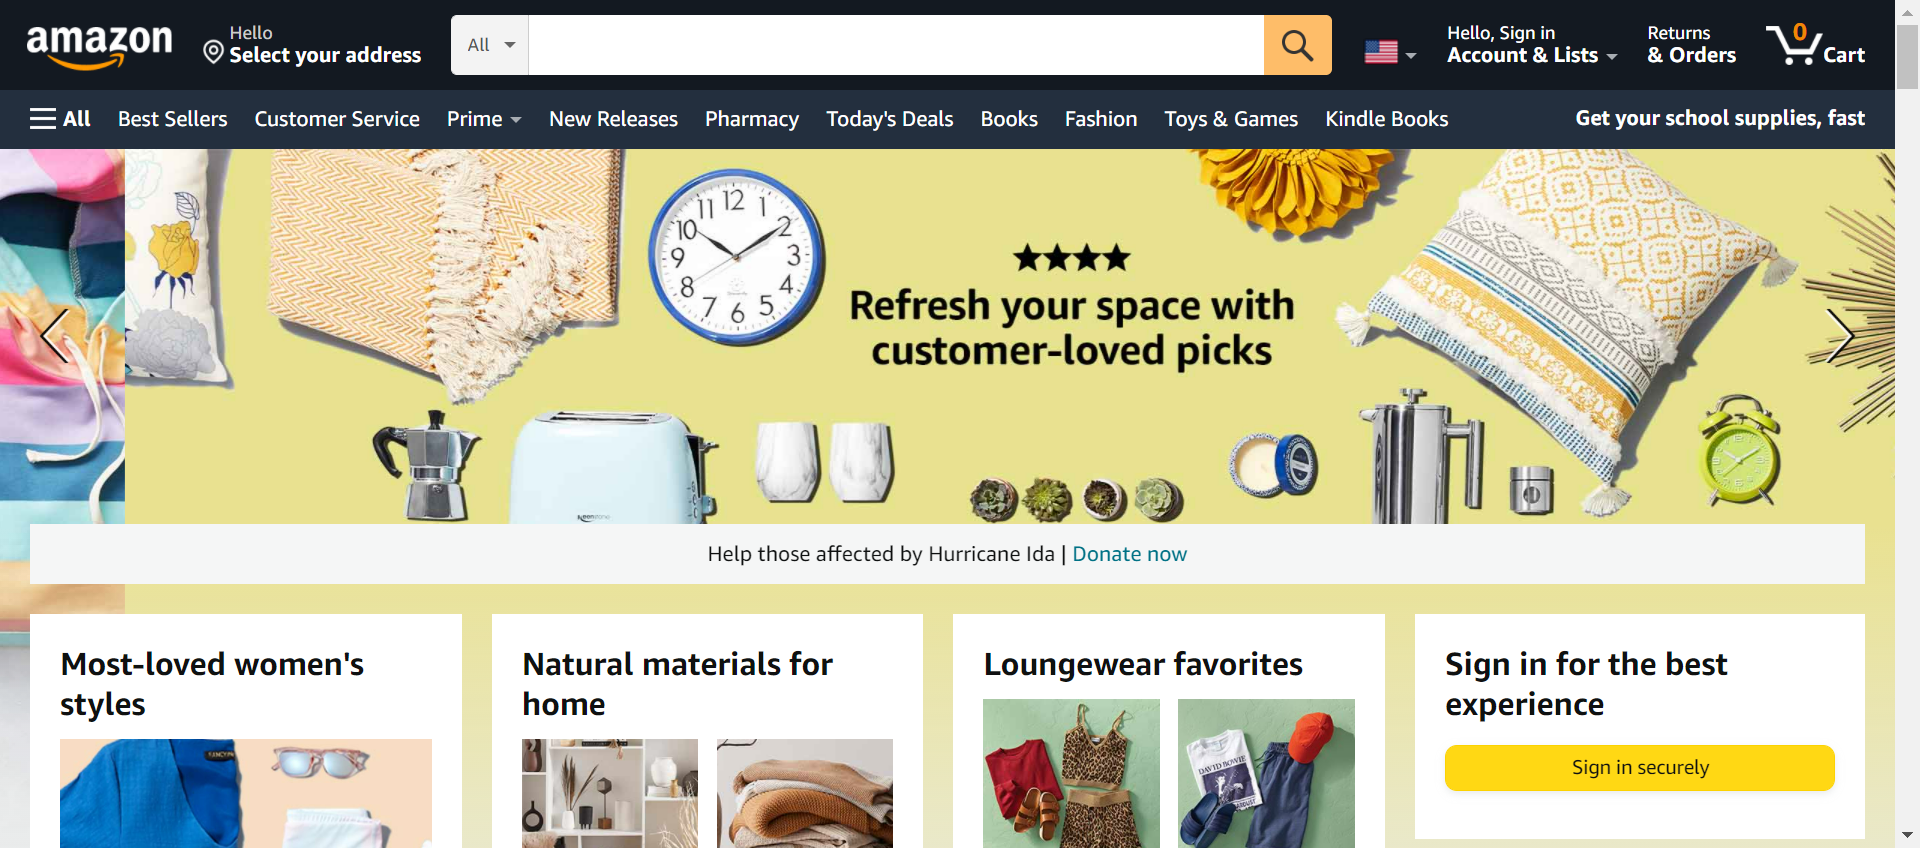 amazon
Hello
Select your address
All
Hello, Sign in
Account & Lists
Returns
& Orders
0
Cart
All
Best Sellers
Customer Service
Prime
New Releases
Pharmacy
Today's Deals
Books
Fashion
Toys & Games
Kindle Books
Get your school supplies, fast
12
1
2
3
4
5
6
7
8
9
10
11
Refresh your space with
customer-loved picks
Help those affected by Hurricane Ida | Donate now
Most-loved women's
styles
Natural materials for
home
Loungewear favorites
DAVID BOWIE
Sign in for the best
experience
Sign in securely